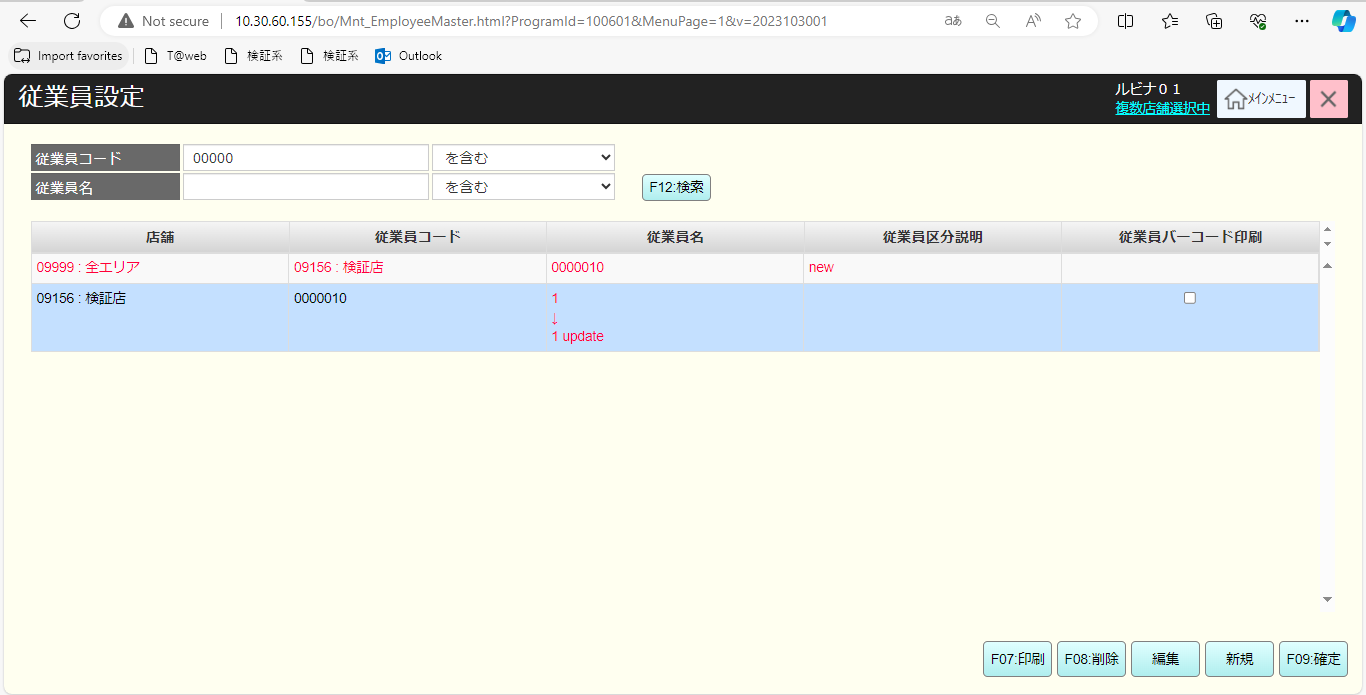 Not secure 10.30.60.155/bo/Mnt_EmployeeMaster.html?ProgramId=100601&MenuPage=1&v=2023103001 aあ
Import favorites T@web 検証系 検証系 Outlook
従業員設定
ルビナ01
複数店舗選択中
メインメニュー
従業員コード 00000 を含む
従業員名 を含む F12:検索
店舗 従業員コード 従業員名 従業員区分説明 従業員バーコード印刷
09999 : 全エリア 09156 : 検証店 0000010 new
09156 : 検証店 0000010 1
↓
1 update
F07:印刷 F08:削除 編集 新規 F09:確定